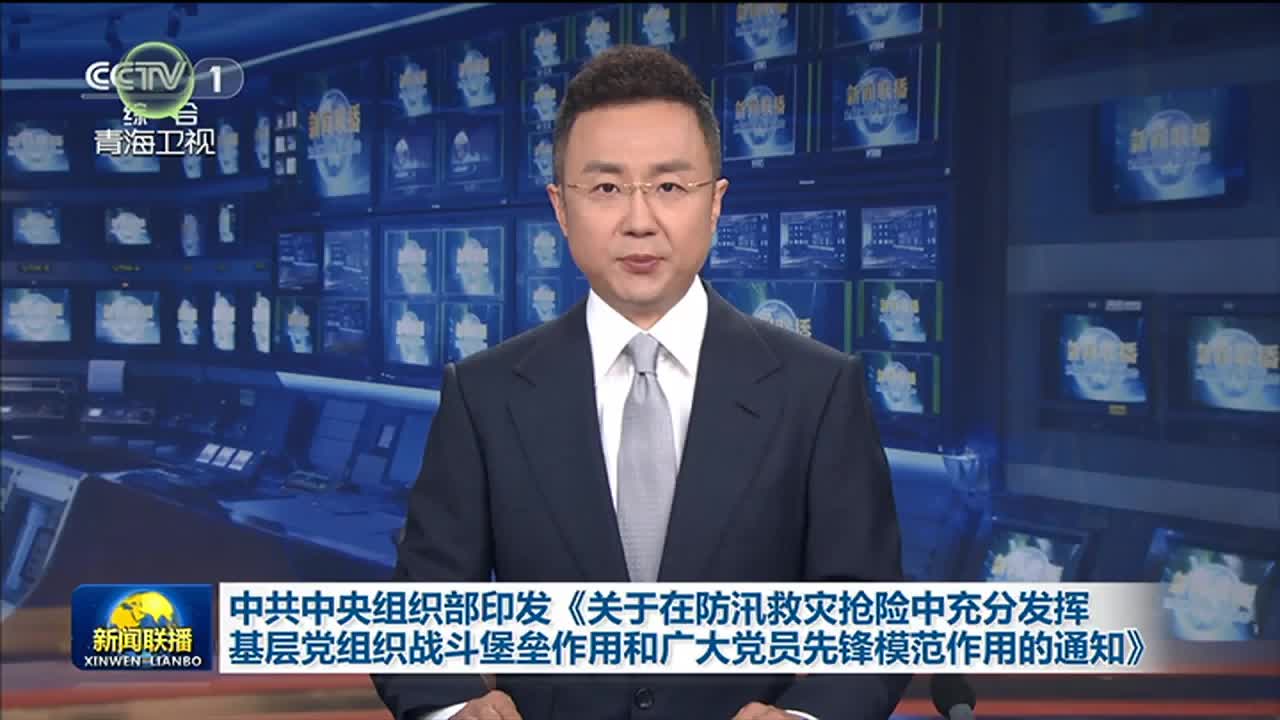 CCTV 1
综合
青海卫视
中共中央组织部印发《关于在防汛救灾抢险中充分发挥
基层党组织战斗堡垒作用和广大党员先锋模范作用的通知》
新闻联播
XINWEN LIANBO